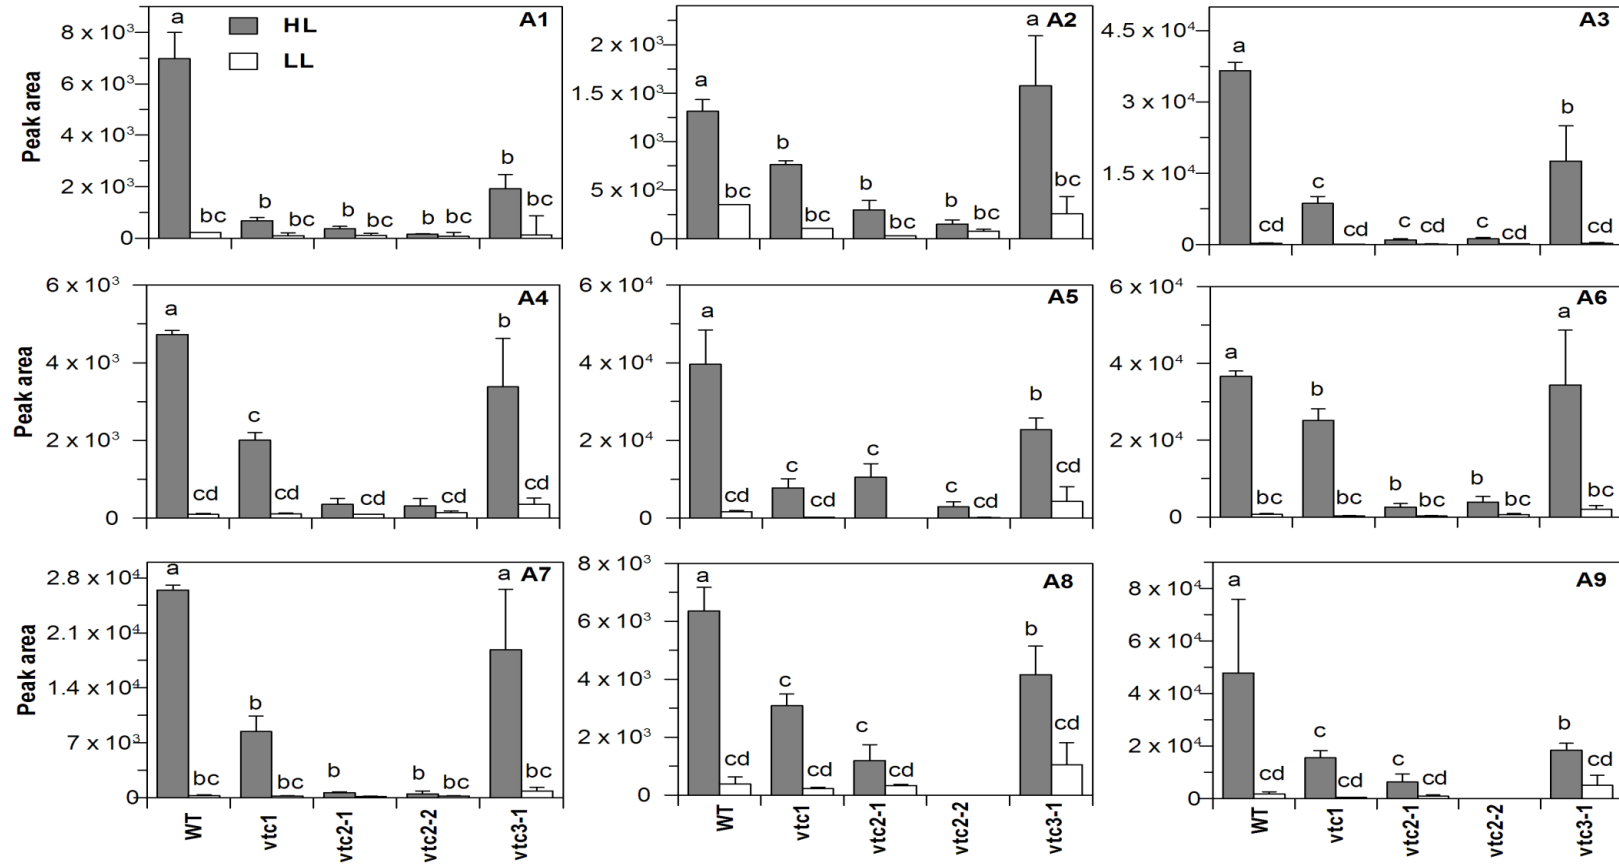 A1
HL
LL
Peak area
8 x 10³
6 x 10³
4 x 10³
2 x 10³
0
a
bc
b
bc
b
bc
b
bc
b
bc
A2
2 x 10³
1.5 x 10³
10³
5 x 10²
0
a
bc
b
bc
b
bc
b
bc
a
bc
A3
4.5 x 10⁴
3 x 10⁴
1.5 x 10⁴
0
a
cd
c
cd
c
cd
c
cd
b
cd
A4
Peak area
6 x 10³
4 x 10³
2 x 10³
0
a
cd
c
cd
cd
cd
b
cd
A5
6 x 10⁴
4 x 10⁴
2 x 10⁴
0
a
cd
c
cd
c
c
cd
b
cd
A6
6 x 10⁴
4 x 10⁴
2 x 10⁴
0
a
bc
b
bc
b
bc
b
bc
a
bc
A7
Peak area
2.8 x 10⁴
2.1 x 10⁴
1.4 x 10⁴
7 x 10³
0
a
bc
b
bc
b
bc
b
bc
a
bc
WT
vtc1
vtc2-1
vtc2-2
vtc3-1
A8
8 x 10³
6 x 10³
4 x 10³
2 x 10³
0
a
cd
c
cd
c
cd
b
cd
WT
vtc1
vtc2-1
vtc2-2
vtc3-1
A9
8 x 10⁴
6 x 10⁴
4 x 10⁴
2 x 10⁴
0
a
cd
b
cd
c
cd
b
cd
WT
vtc1
vtc2-1
vtc2-2
vtc3-1